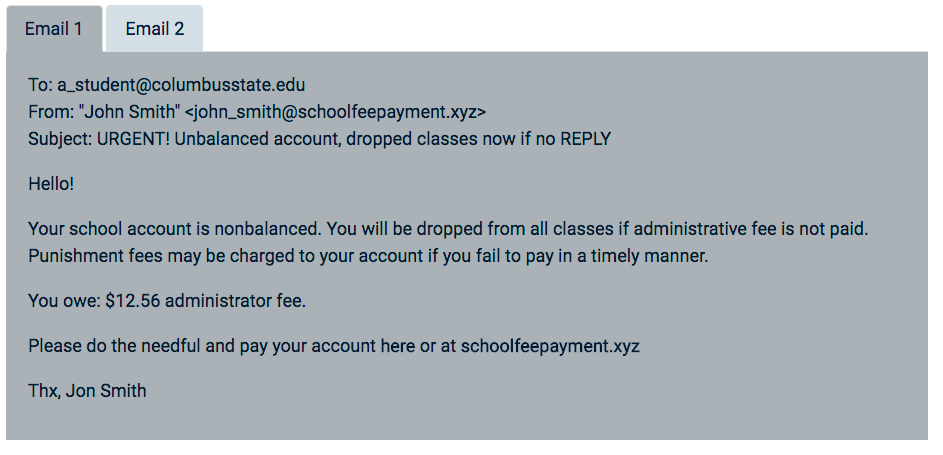 Email 1 Email 2
To: a_student@columbusstate.edu
From: "John Smith" <john_smith@schoolfeepayment.xyz>
Subject: URGENT! Unbalanced account, dropped classes now if no REPLY
Hello!
Your school account is nonbalanced. You will be dropped from all classes if administrative fee is not paid.
Punishment fees may be charged to your account if you fail to pay in a timely manner.
You owe: $12.56 administrator fee.
Please do the needful and pay your account here or at schoolfeepayment.xyz
Thx, Jon Smith